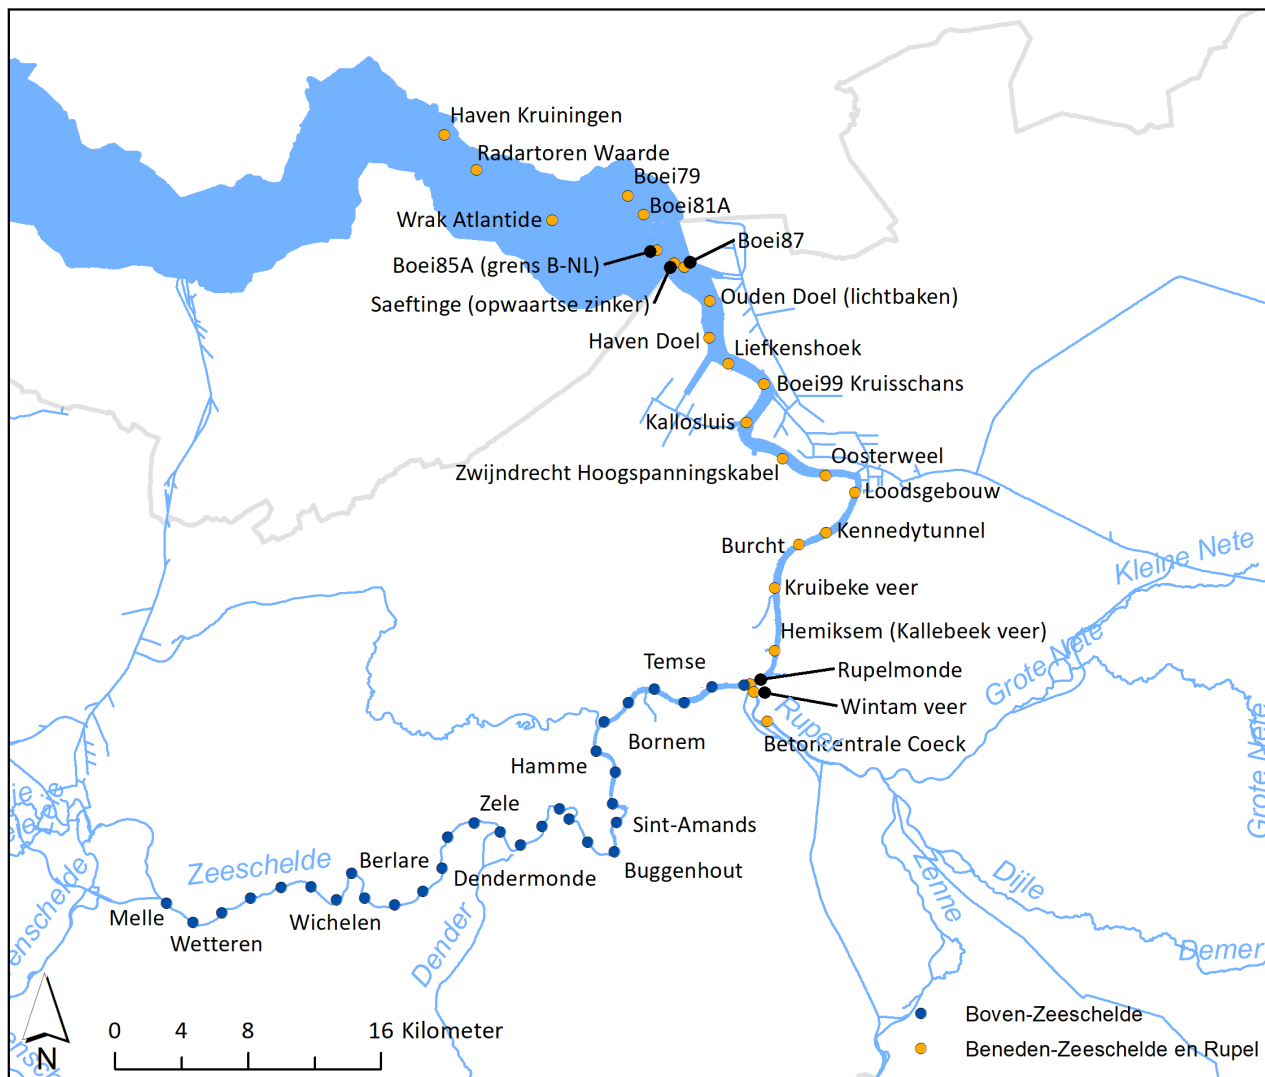 Haven Kruiningen
Radartoren Waarde
Boei79
Boei81A
Wrak Atlantide
Boei87
Boei85A (grens B-NL)
Saeftinge (opwaartse zinker)
Ouden Doel (lichtbaken)
Haven Doel
Liefkenshoek
Boei99 Kruisschans
Kallosluis
Oosterweel
Zwijndrecht Hoogspanningskabel
Loodsgebouw
Kennedytunnel
Burcht
Kleine Nete
Kruibeke veer
Hemiksem (Kallebeek veer)
Grote Nete
Temse
Rupelmonde
Wintam veer
Rupel
Bornem
Betoncentrale Coeck
Hamme
Grote Nete
Zele
Sint-Amands
Zeeschelde
Berlare
Dendermonde
Buggenhout
Dijle
Zenne
Melle
Wichelen
Wetteren
Dender
Demer
enschelde
0 4 8 16 Kilometer
N
Boven-Zeeschelde
Beneden-Zeeschelde en Rupel